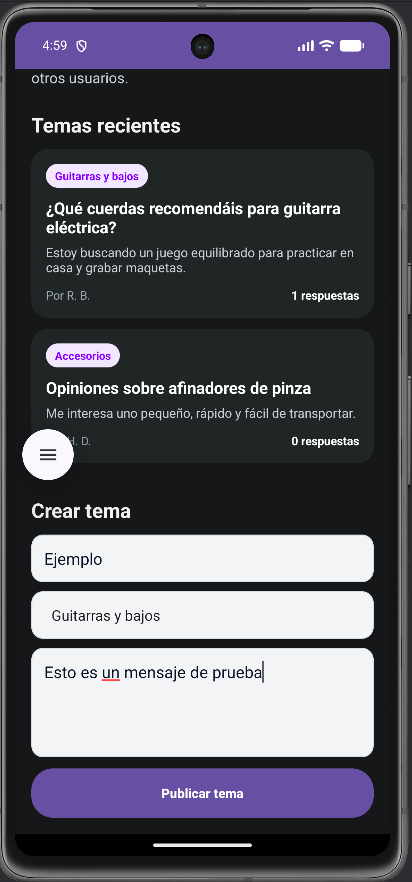 4:59
otros usuarios.
Temas recientes
Guitarras y bajos
¿Qué cuerdas recomendáis para guitarra
eléctrica?
Estoy buscando un juego equilibrado para practicar en
casa y grabar maquetas.
Por R. B.
1 respuestas
Accesorios
Opiniones sobre afinadores de pinza
Me interesa uno pequeño, rápido y fácil de transportar.
H. D.
0 respuestas
Crear tema
Ejemplo
Guitarras y bajos
Esto es un mensaje de prueba
Publicar tema